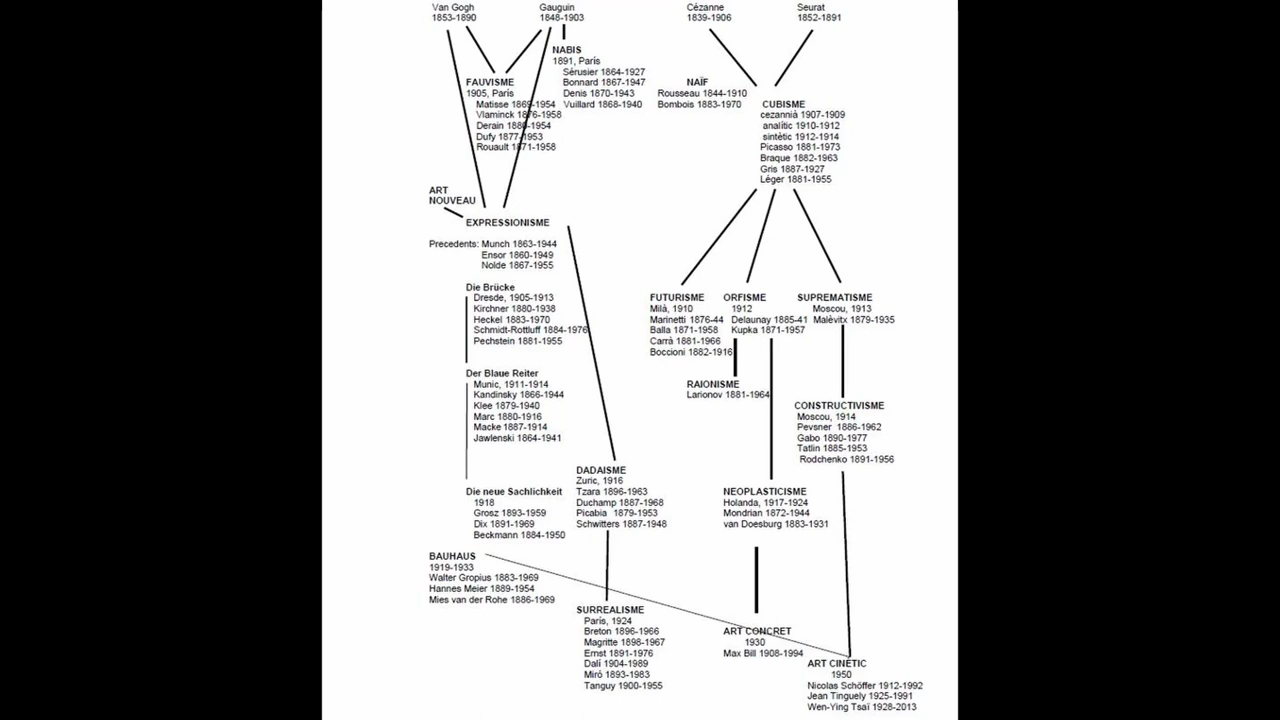 Van Gogh
1853-1890
Gauguin
1848-1903
Cézanne
1839-1906
Seurat
1852-1891
NABIS
1891, París
Sérusier 1864-1927
Bonnard 1867-1947
Denis 1870-1943
Vuillard 1868-1940
FAUVISME
1905, París
Matisse 1869-1954
Vlaminck 1876-1958
Derain 1880-1954
Dufy 1877-1953
Rouault 1871-1958
NAÏF
Rousseau 1844-1910
Bombois 1883-1970
CUBISME
cezannià 1907-1909
analític 1910-1912
sintètic 1912-1914
Picasso 1881-1973
Braque 1882-1963
Gris 1887-1927
Léger 1881-1955
ART
NOUVEAU
EXPRESSIONISME
Precedents: Munch 1863-1944
Ensor 1860-1949
Nolde 1867-1955
Die Brücke
Dresde, 1905-1913
Kirchner 1880-1938
Heckel 1883-1970
Schmidt-Rottluff 1884-1976
Pechstein 1881-1955
Der Blaue Reiter
Munic, 1911-1914
Kandinsky 1866-1944
Klee 1879-1940
Marc 1880-1916
Macke 1887-1914
Jawlenski 1864-1941
Die neue Sachlichkeit
1918
Grosz 1893-1959
Dix 1891-1969
Beckmann 1884-1950
FUTURISME
Milà, 1910
Marinetti 1876-44
Balla 1871-1958
Carrà 1881-1966
Boccioni 1882-1916
ORFISME
1912
Delaunay 1885-41
Kupka 1871-1957
SUPREMATISME
Moscou, 1913
Malèvitx 1879-1935
RAIONISME
Larionov 1881-1964
CONSTRUCTIVISME
Moscou, 1914
Pevsner 1886-1962
Gabo 1890-1977
Tatlin 1885-1953
Rodchenko 1891-1956
DADAISME
Zuric, 1916
Tzara 1896-1963
Duchamp 1887-1968
Picabia 1879-1953
Schwitters 1887-1948
NEOPLASTICISME
Holanda, 1917-1924
Mondrian 1872-1944
van Doesburg 1883-1931
BAUHAUS
1919-1933
Walter Gropius 1883-1969
Hannes Meier 1889-1954
Mies van der Rohe 1886-1969
SURREALISME
París, 1924
Breton 1896-1966
Magritte 1898-1967
Ernst 1891-1976
Dalí 1904-1989
Miró 1893-1983
Tanguy 1900-1955
ART CONCRET
1930
Max Bill 1908-1994
ART CINÈTIC
1950
Nicolas Schöffer 1912-1992
Jean Tinguely 1925-1991
Wen-Ying Tsaï 1928-2013